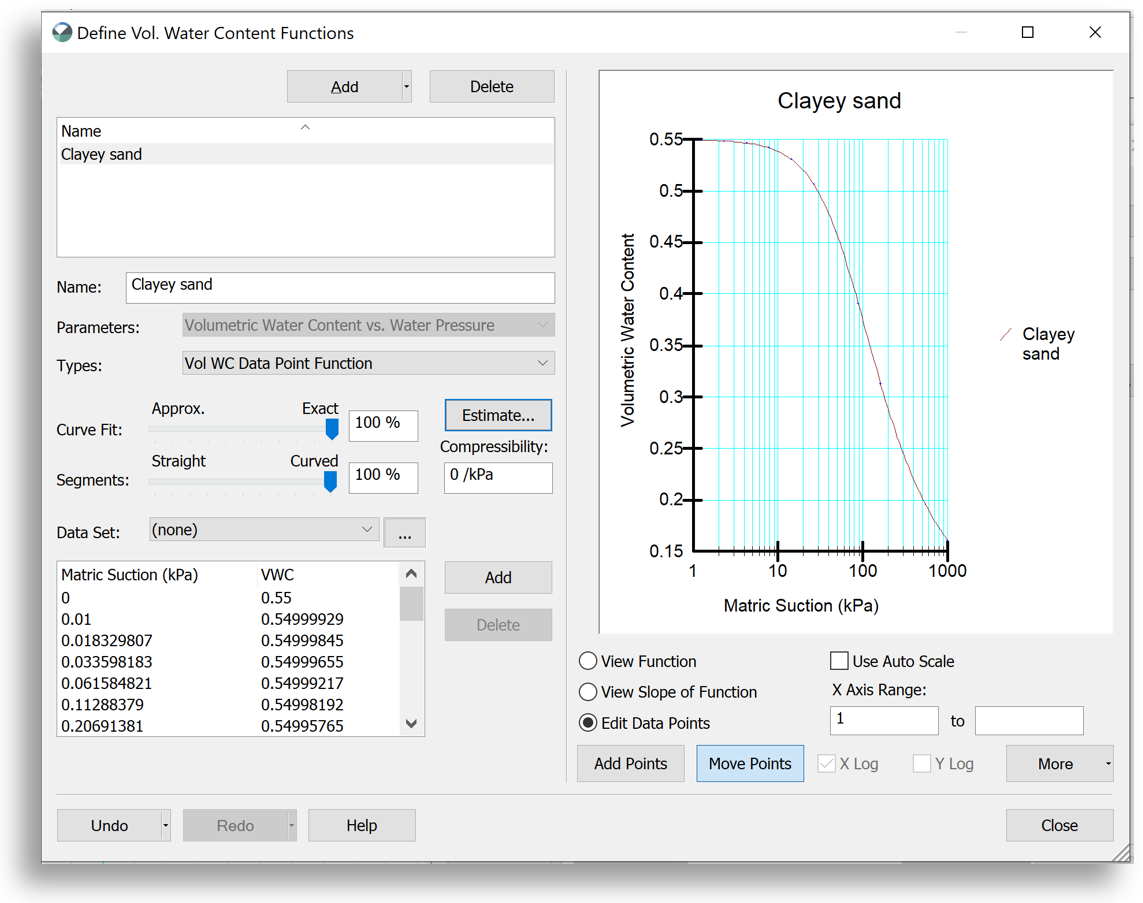 Define Vol. Water Content Functions
Add
Delete
Name
Clayey sand
Name:
Clayey sand
Parameters:
Volumetric Water Content vs. Water Pressure
Types:
Vol WC Data Point Function
Approx.
Exact
Curve Fit:
100 %
Estimate...
Compressibility:
Straight
Curved
Segments:
100 %
0 /kPa
Data Set:
(none)
...
Matric Suction (kPa) VWC
0 0.55
0.01 0.54999929
0.018329807 0.54999845
0.033598183 0.54999655
0.061584821 0.54999217
0.11288379 0.54998192
0.20691381 0.54995765
Add
Delete
Clayey sand
0.55
0.5
0.45
0.4
0.35
0.3
0.25
0.2
0.15
Volumetric Water Content
1 10 100 1000
Matric Suction (kPa)
Clayey
sand
View Function
View Slope of Function
Edit Data Points
Use Auto Scale
X Axis Range:
1
to
Add Points
Move Points
X Log
Y Log
More
Undo
Redo
Help
Close